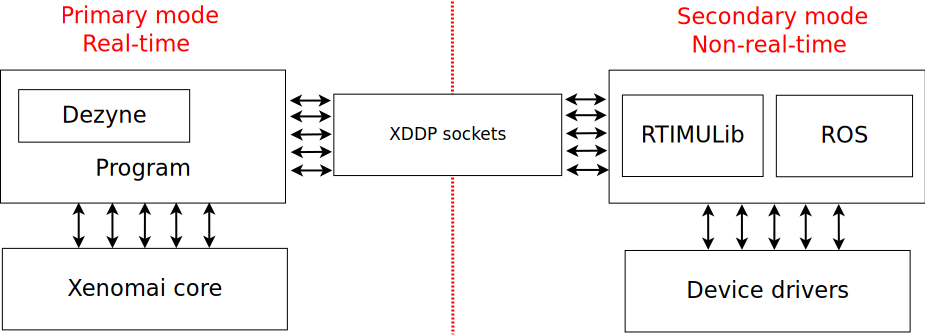 Primary mode
Real-time
Secondary mode
Non-real-time
Dezyne
Program
XDDP sockets
RTIMULib
ROS
Xenomai core
Device drivers